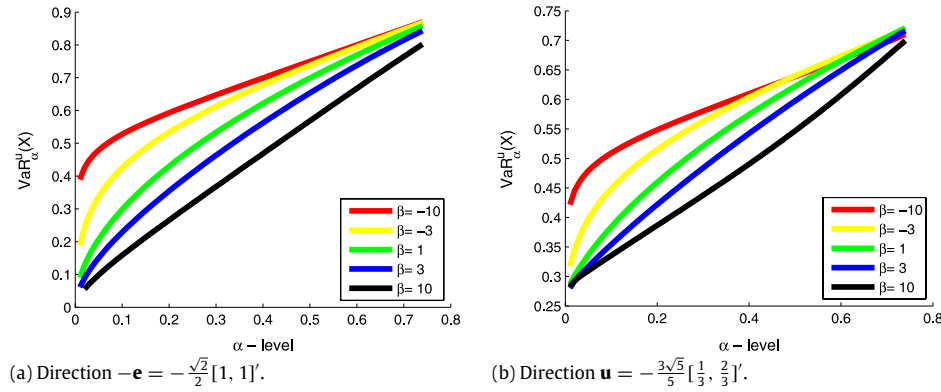 0.9
0.8
0.7
0.6
0.5
0.4
0.3
0.2
0.1
0
VaR^u_α(X)
0 0.1 0.2 0.3 0.4 0.5 0.6 0.7 0.8
α – level
β= –10
β= –3
β= 1
β= 3
β= 10
(a) Direction −e = −√2/2 [1, 1]′.
0.75
0.7
0.65
0.6
0.55
0.5
0.45
0.4
0.35
0.3
0.25
VaR^u_α(X)
0 0.2 0.4 0.6 0.8
α – level
β= –10
β= –3
β= 1
β= 3
β= 10
(b) Direction u = −3√5/5 [1/3, 2/3]′.